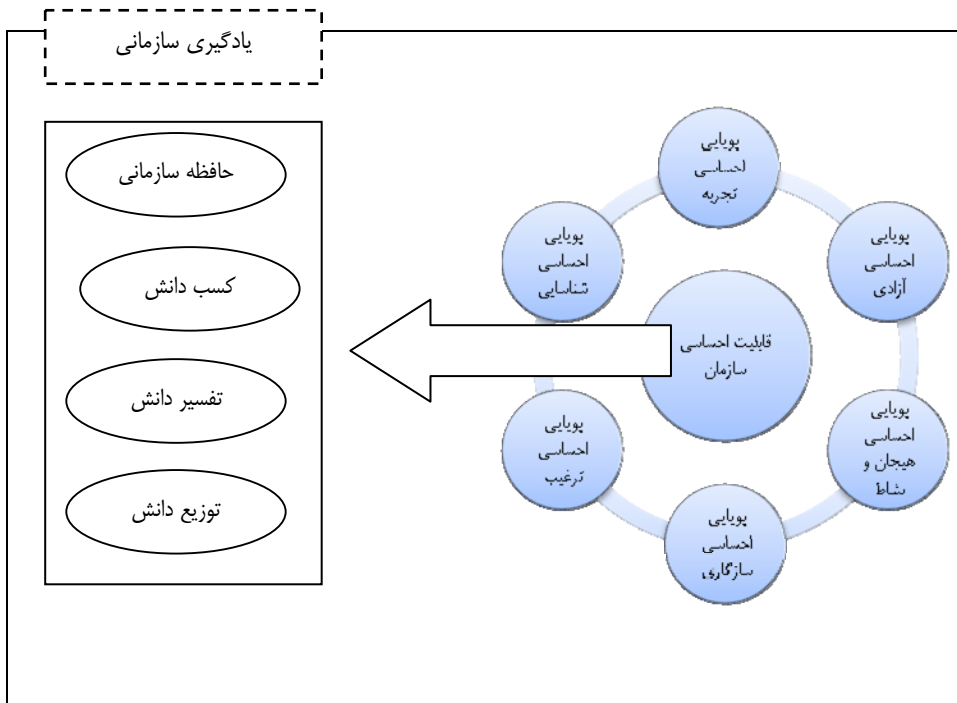 یادگیری سازمانی
حافظه سازمانی
کسب دانش
تفسیر دانش
توزیع دانش
پویایی
احساسی
تجربه
پویایی
احساسی
آزادی
پویایی
احساسی
هیجان و
نشاط
پویایی
احساسی
سازگاری
پویایی
احساسی
ترغیب
پویایی
احساسی
شناسایی
قابلیت احساسی
سازمان